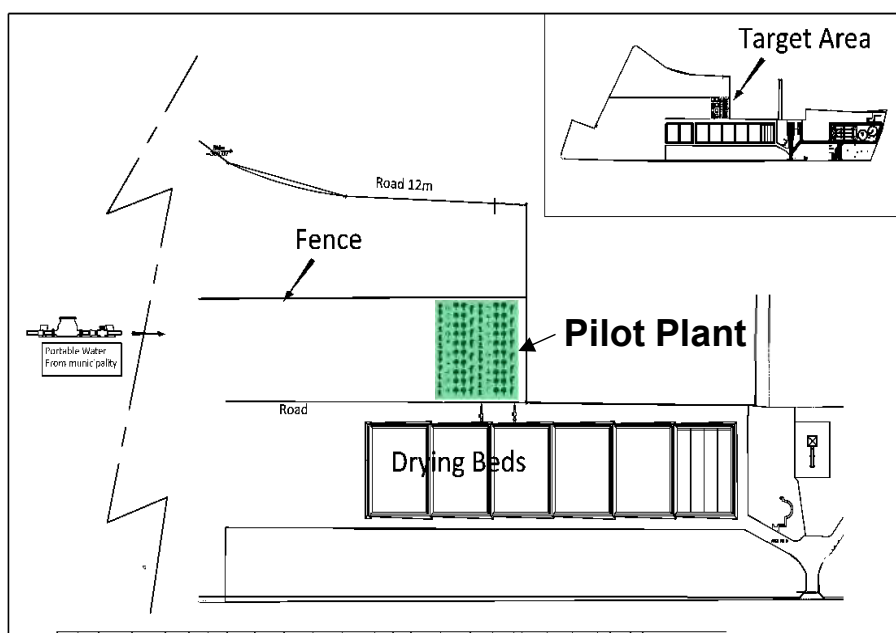 Target Area
Road 12m
Fence
Pilot Plant
Portable Water
From municipality
Road
Drying Beds